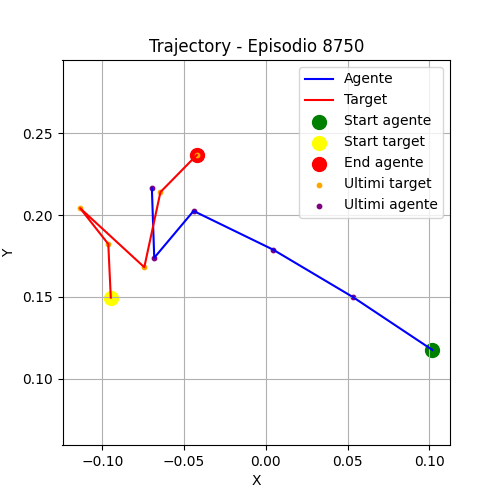 Trajectory - Episodio 8750
Agente
Target
Start agente
Start target
End agente
Ultimi target
Ultimi agente
Y
0.25
0.20
0.15
0.10
−0.10
−0.05
0.00
0.05
0.10
X